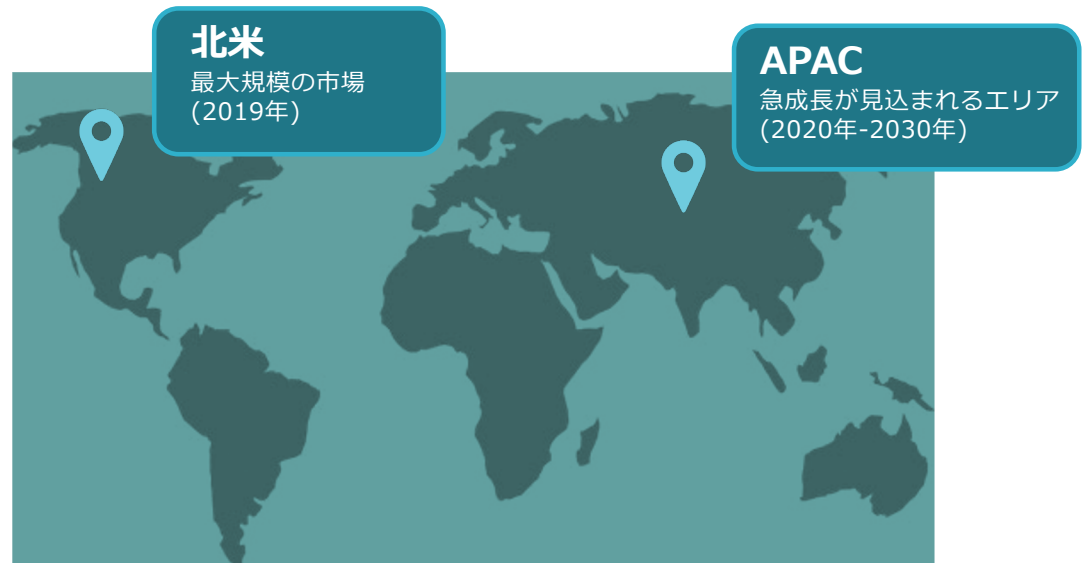 北米
最大規模の市場
(2019年)
APAC
急成長が見込まれるエリア
(2020年-2030年)